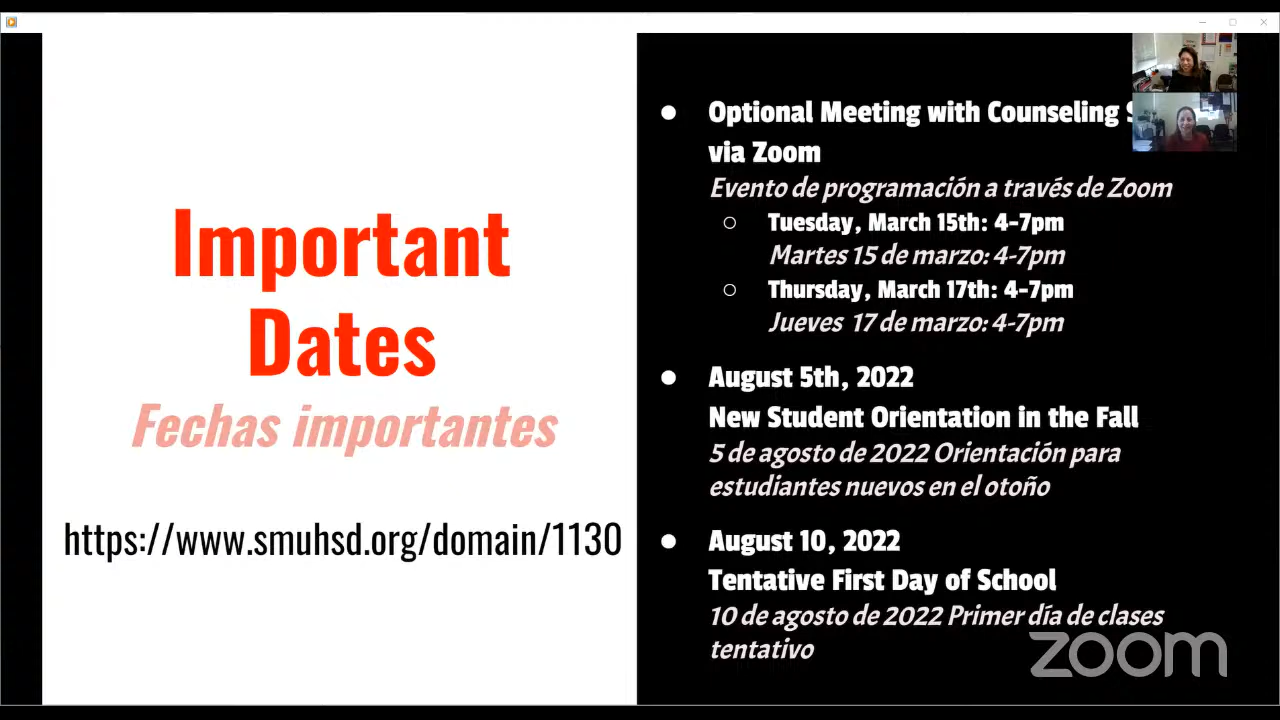 Important
Dates
Fechas importantes
https://www.smuhsd.org/domain/1130
● Optional Meeting with Counseling
via Zoom
Evento de programación a través de Zoom
○ Tuesday, March 15th: 4-7pm
Martes 15 de marzo: 4-7pm
○ Thursday, March 17th: 4-7pm
Jueves 17 de marzo: 4-7pm
● August 5th, 2022
New Student Orientation in the Fall
5 de agosto de 2022 Orientación para
estudiantes nuevos en el otoño
● August 10, 2022
Tentative First Day of School
10 de agosto de 2022 Primer día de clases
tentativo
zoom